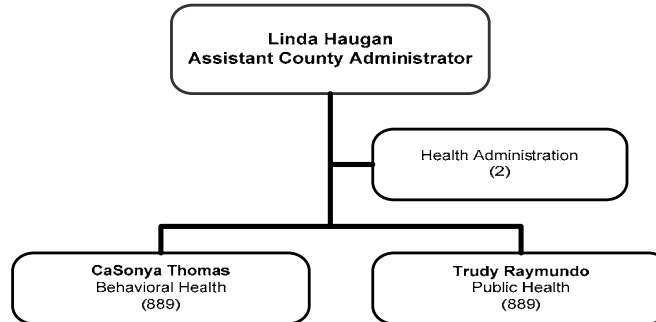 Linda Haugan
Assistant County Administrator
Health Administration
(2)
CaSonya Thomas
Behavioral Health
(889)
Trudy Raymundo
Public Health
(889)